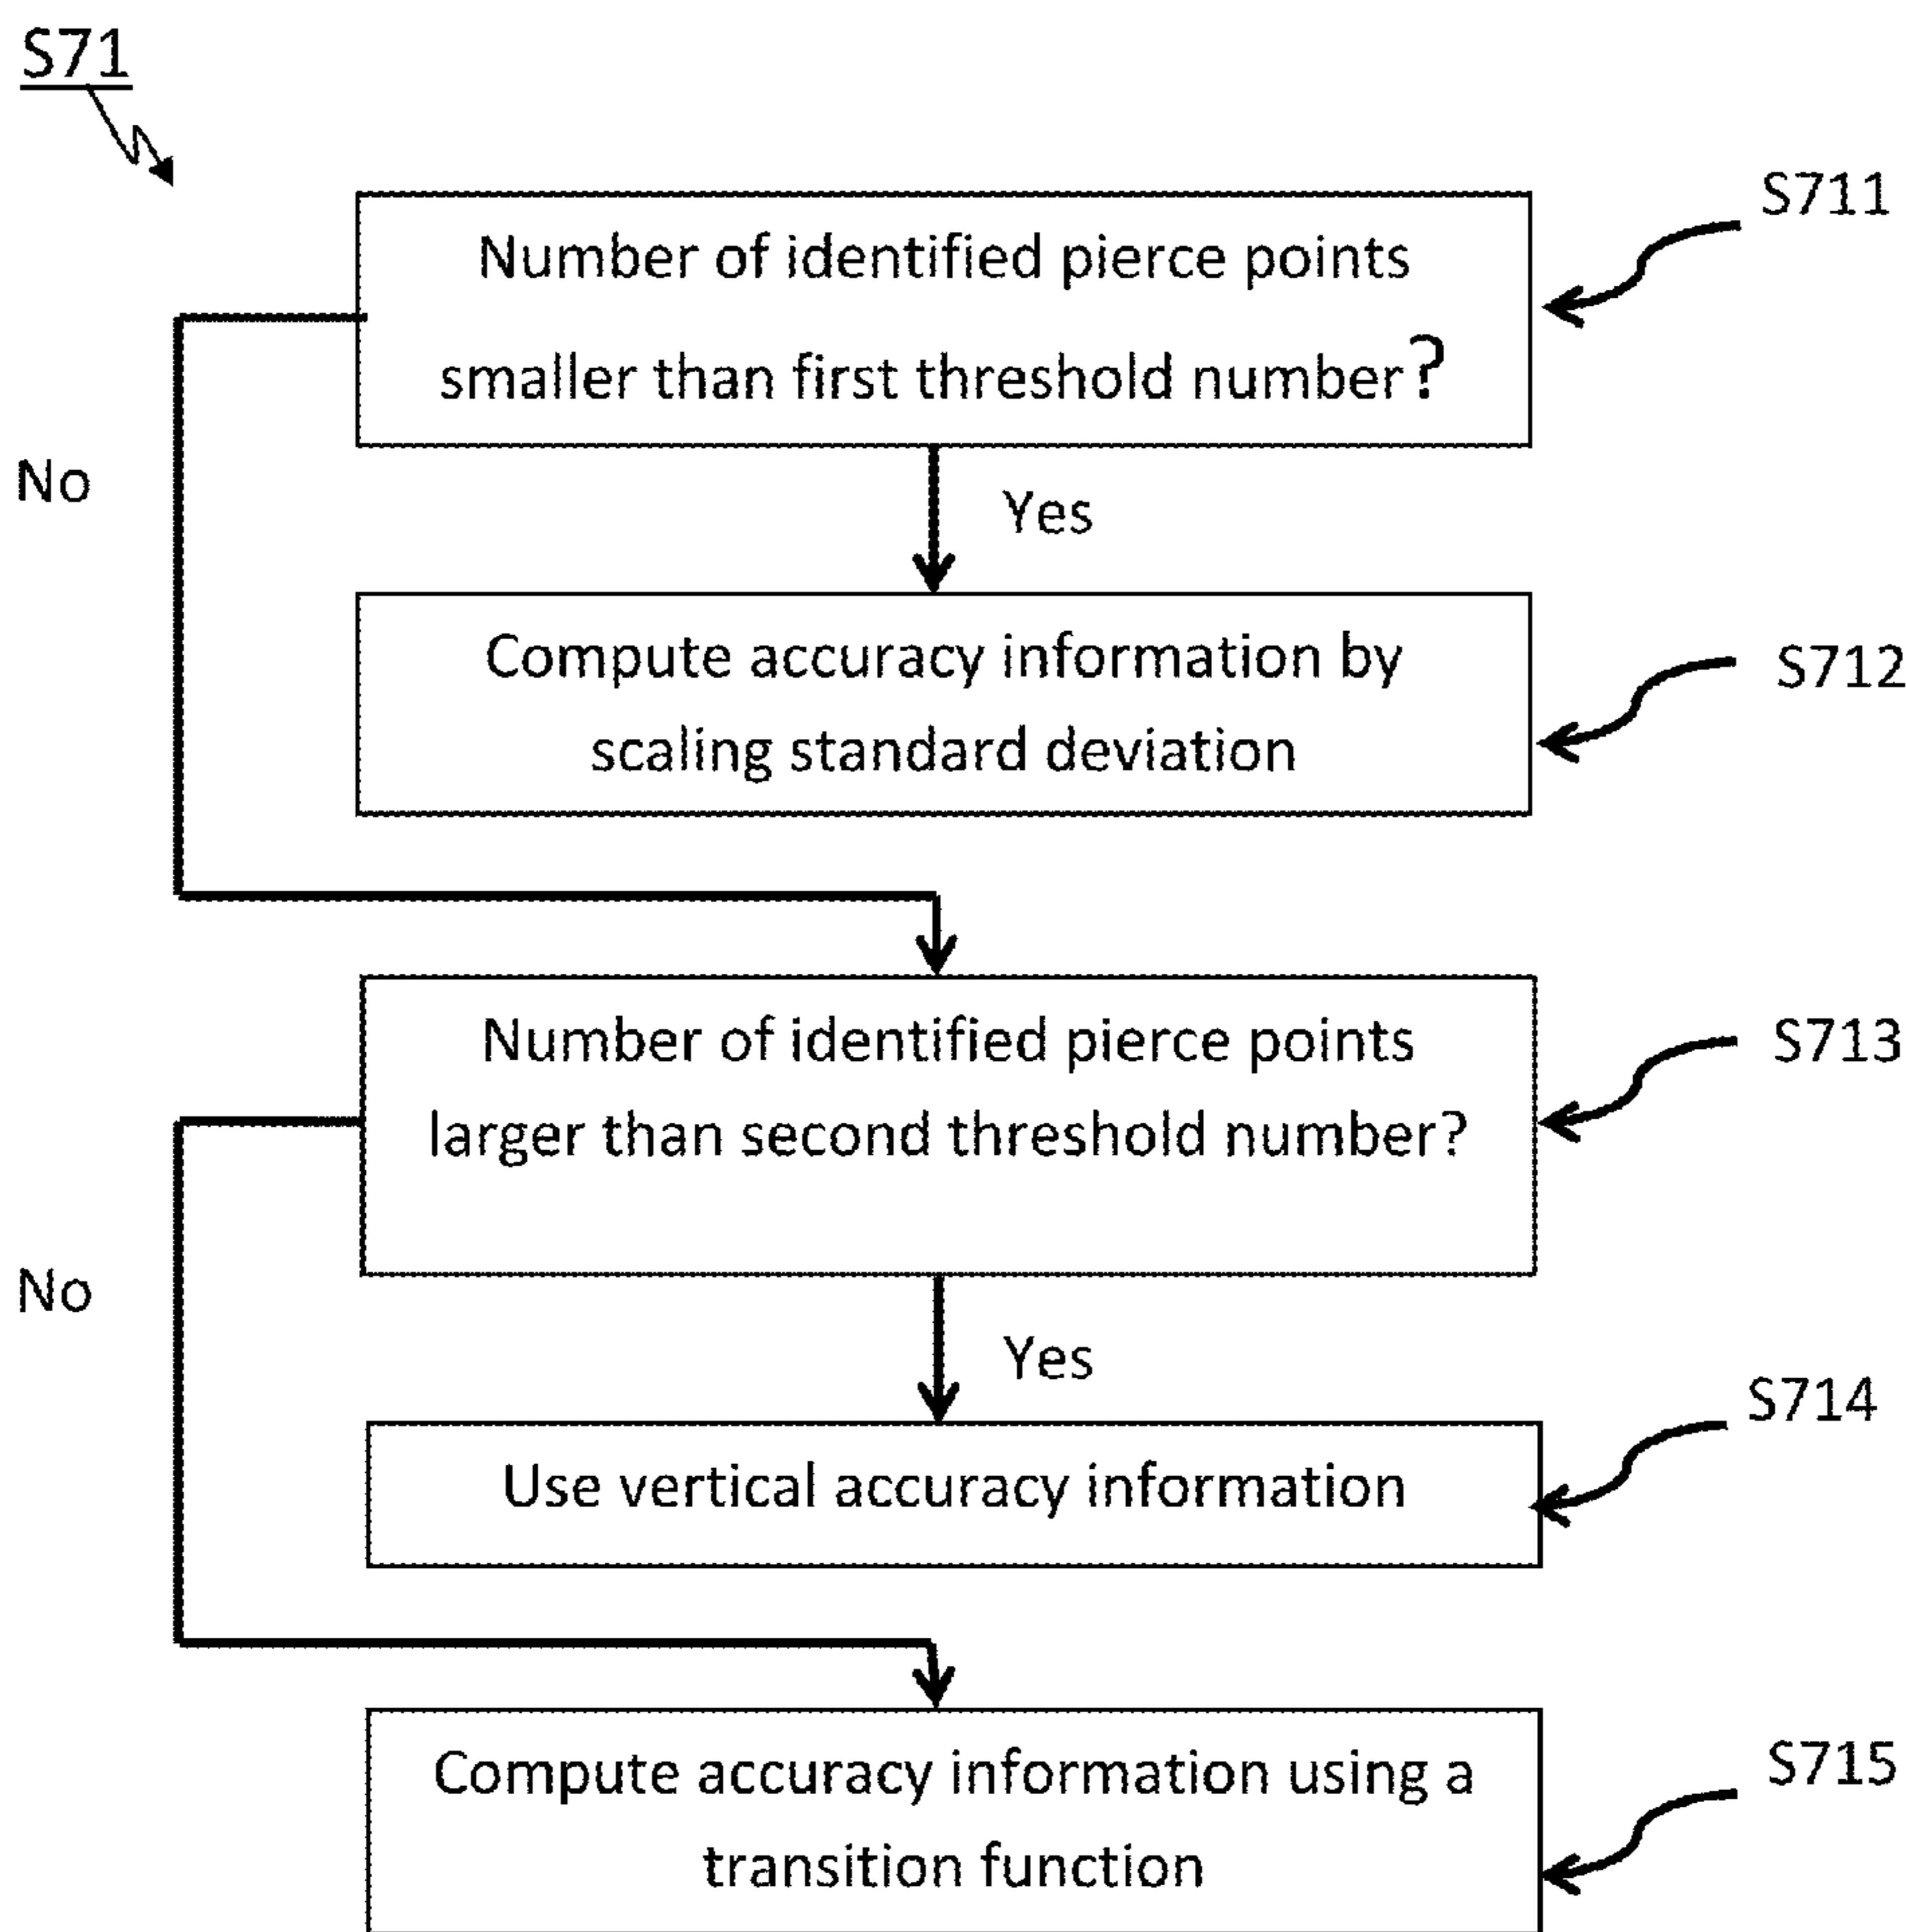 S71
S711
Number of identified pierce points
smaller than first threshold number?
No
Yes
Compute accuracy information by
scaling standard deviation
S712
Number of identified pierce points
larger than second threshold number?
S713
No
Yes
S714
Use vertical accuracy information
Compute accuracy information using a
transition function
S715